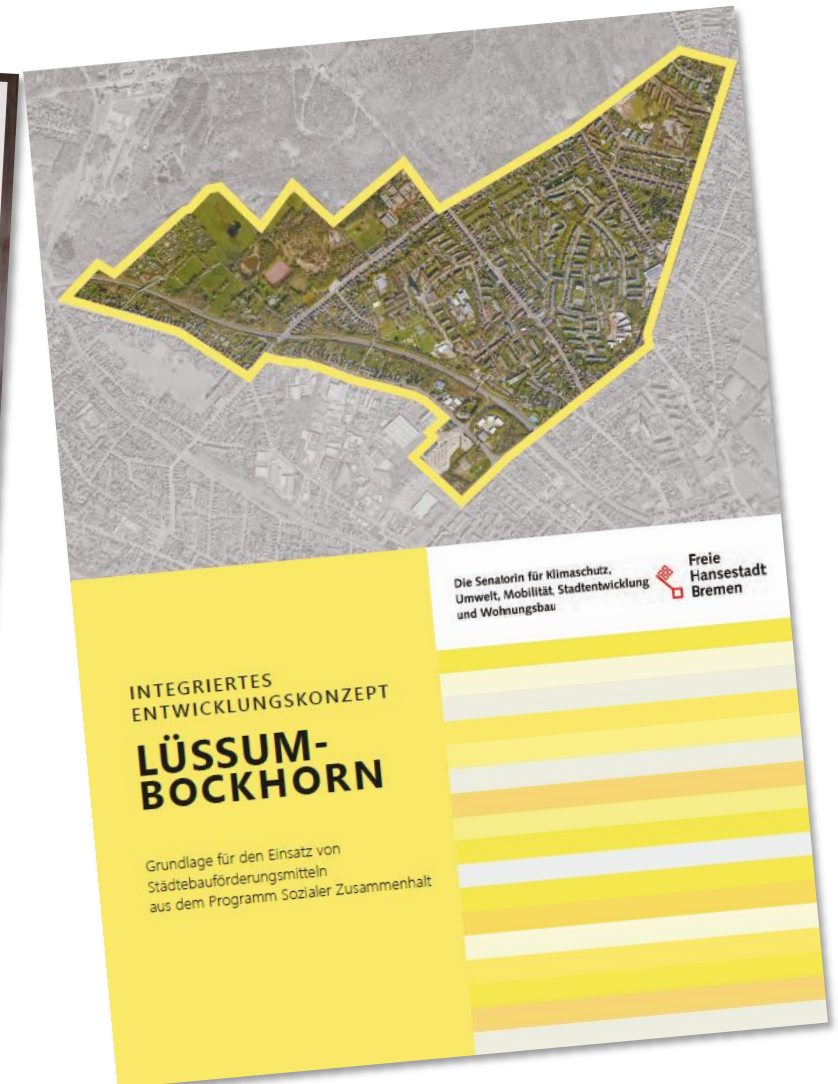 Die Senatorin für Klimaschutz,
Umwelt, Mobilität, Stadtentwicklung
und Wohnungsbau
Freie
Hansestadt
Bremen
INTEGRIERTES
ENTWICKLUNGSKONZEPT
LÜSSUM-
BOCKHORN
Grundlage für den Einsatz von
Städtebauförderungsmitteln
aus dem Programm Sozialer Zusammenhalt